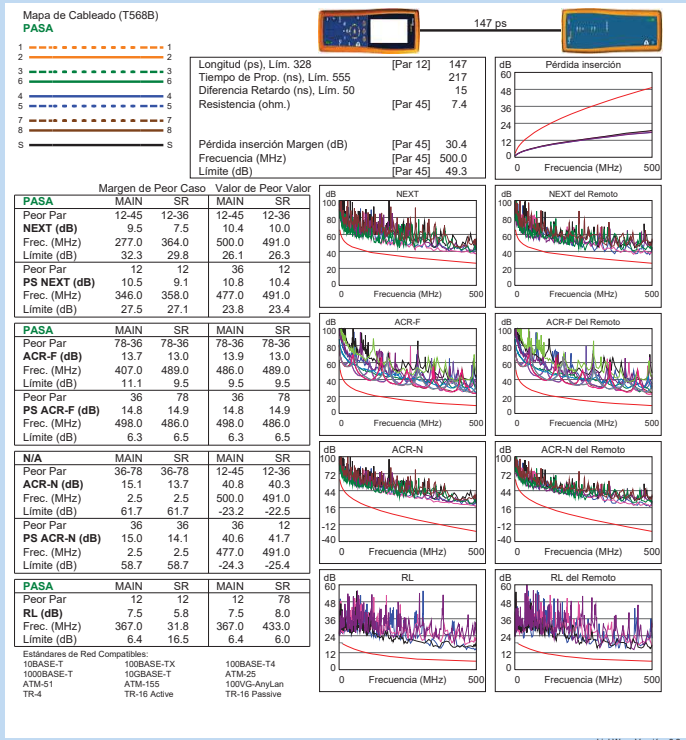 Mapa de Cableado (T568B)
PASA
147 ps
1 1
2 2
3 3
6 6
4 4
5 5
7 7
8 8
S S
Longitud (ps), Lím. 328 [Par 12] 147
Tiempo de Prop. (ns), Lím. 555 217
Diferencia Retardo (ns), Lím. 50 15
Resistencia (ohm.) [Par 45] 7.4
Pérdida inserción Margen (dB) [Par 45] 30.4
Frecuencia (MHz) [Par 45] 500.0
Límite (dB) [Par 45] 49.3
dB Pérdida inserción
60
48
36
24
12
0
0 Frecuencia (MHz) 500
Margen de Peor Caso Valor de Peor Valor
PASA MAIN SR MAIN SR
Peor Par 12-45 12-36 12-45 12-36
NEXT (dB) 9.5 7.5 10.4 10.0
Frec. (MHz) 277.0 364.0 500.0 491.0
Límite (dB) 32.3 29.8 26.1 26.3
Peor Par 12 12 36 12
PS NEXT (dB) 10.5 9.1 10.8 10.4
Frec. (MHz) 346.0 358.0 477.0 491.0
Límite (dB) 27.5 27.1 23.8 23.4
PASA MAIN SR MAIN SR
Peor Par 78-36 78-36 78-36 78-36
ACR-F (dB) 13.7 13.0 13.9 13.0
Frec. (MHz) 407.0 489.0 486.0 489.0
Límite (dB) 11.1 9.5 9.5 9.5
Peor Par 36 78 36 78
PS ACR-F (dB) 14.8 14.9 14.8 14.9
Frec. (MHz) 498.0 486.0 498.0 486.0
Límite (dB) 6.3 6.5 6.3 6.5
N/A MAIN SR MAIN SR
Peor Par 36-78 36-78 12-45 12-36
ACR-N (dB) 15.1 13.7 40.8 40.3
Frec. (MHz) 2.5 2.5 500.0 491.0
Límite (dB) 61.7 61.7 -23.2 -22.5
Peor Par 36 36 36 12
PS ACR-N (dB) 15.0 14.1 40.6 41.7
Frec. (MHz) 2.5 2.5 477.0 491.0
Límite (dB) 58.7 58.7 -24.3 -25.4
PASA MAIN SR MAIN SR
Peor Par 12 12 12 78
RL (dB) 7.5 5.8 7.5 8.0
Frec. (MHz) 367.0 31.8 367.0 433.0
Límite (dB) 6.4 16.5 6.4 6.0
Estándares de Red Compatibles:
10BASE-T 100BASE-TX 100BASE-T4
1000BASE-T 10GBASE-T ATM-25
ATM-51 ATM-155 100VG-AnyLan
TR-4 TR-16 Active TR-16 Passive
dB NEXT
100
80
60
40
20
0
0 Frecuencia (MHz) 500
dB NEXT del Remoto
100
80
60
40
20
0
0 Frecuencia (MHz) 500
dB ACR-F
100
80
60
40
20
0
0 Frecuencia (MHz) 500
dB ACR-F Del Remoto
100
80
60
40
20
0
0 Frecuencia (MHz) 500
dB ACR-N
100
72
44
16
-12
-40
0 Frecuencia (MHz) 500
dB ACR-N del Remoto
100
72
44
16
-12
-40
0 Frecuencia (MHz) 500
dB RL
60
48
36
24
12
0
0 Frecuencia (MHz) 500
dB RL del Remoto
60
48
36
24
12
0
0 Frecuencia (MHz) 500